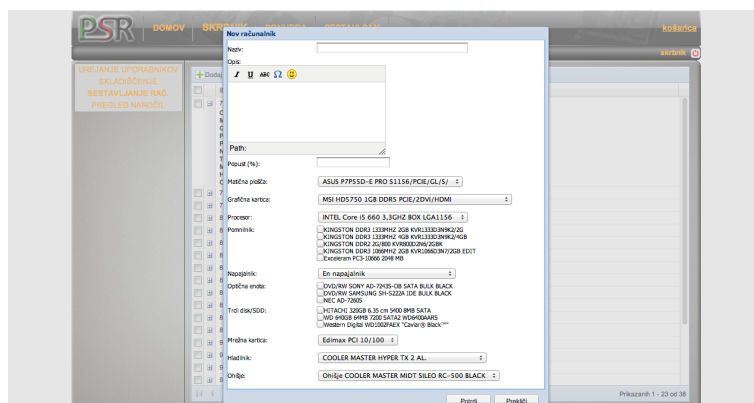 PSR
DOMOV
košarica
skrbnik
UREJANJE UPORABNIKOV
SKLADIŠČENJE
SESTAVLJANJE RAČ.
PREGLED NAROČIL
Dodaj
Nov računalnik
Naziv:
Opis:
I U ABC Ω
Path:
Popust (%):
Matična plošča: ASUS P7P55D-E PRO S1156/PCIE/GL/S/
Grafična kartica: MSI HD5750 1GB DDR5 PCIE/2DVI/HDMI
Procesor: INTEL Core i5 660 3,3GHZ BOX LGA1156
Pomnilnik: KINGSTON DDR3 1333MHZ 2GB KVR1333D3N9K2/2G
KINGSTON DDR3 1333MHZ 4GB KVR1333D3N9K2/4GB
KINGSTON DDR2 2G/800 KVR800D2N6/2GBK
KINGSTON DDR3 1066MHZ 2GB KVR1066D3N7/2GB EDIT
Exceleram PC3-10666 2048 MB
Napajalnik: En napajalnik
Optična enota: DVD/RW SONY AD-7243S-OB SATA BULK BLACK
DVD/RW SAMSUNG SH-S222A IDE BULK BLACK
NEC AD-7260S
Trdi disk/SDD: HITACHI 320GB 6.35 cm 5400 8MB SATA
WD 640GB 64MB 7200 SATA2 WD6400AARS
Western Digital WD1002FAEX "Caviar® Black™"
Mrežna kartica: Edimax PCI 10/100
Hladilnik: COOLER MASTER HYPER TX 2 AL.
Ohišje: Ohišje COOLER MASTER MIDT SILEO RC-500 BLACK
Potrdi Prekliči
Prikazanih 1 - 23 od 38